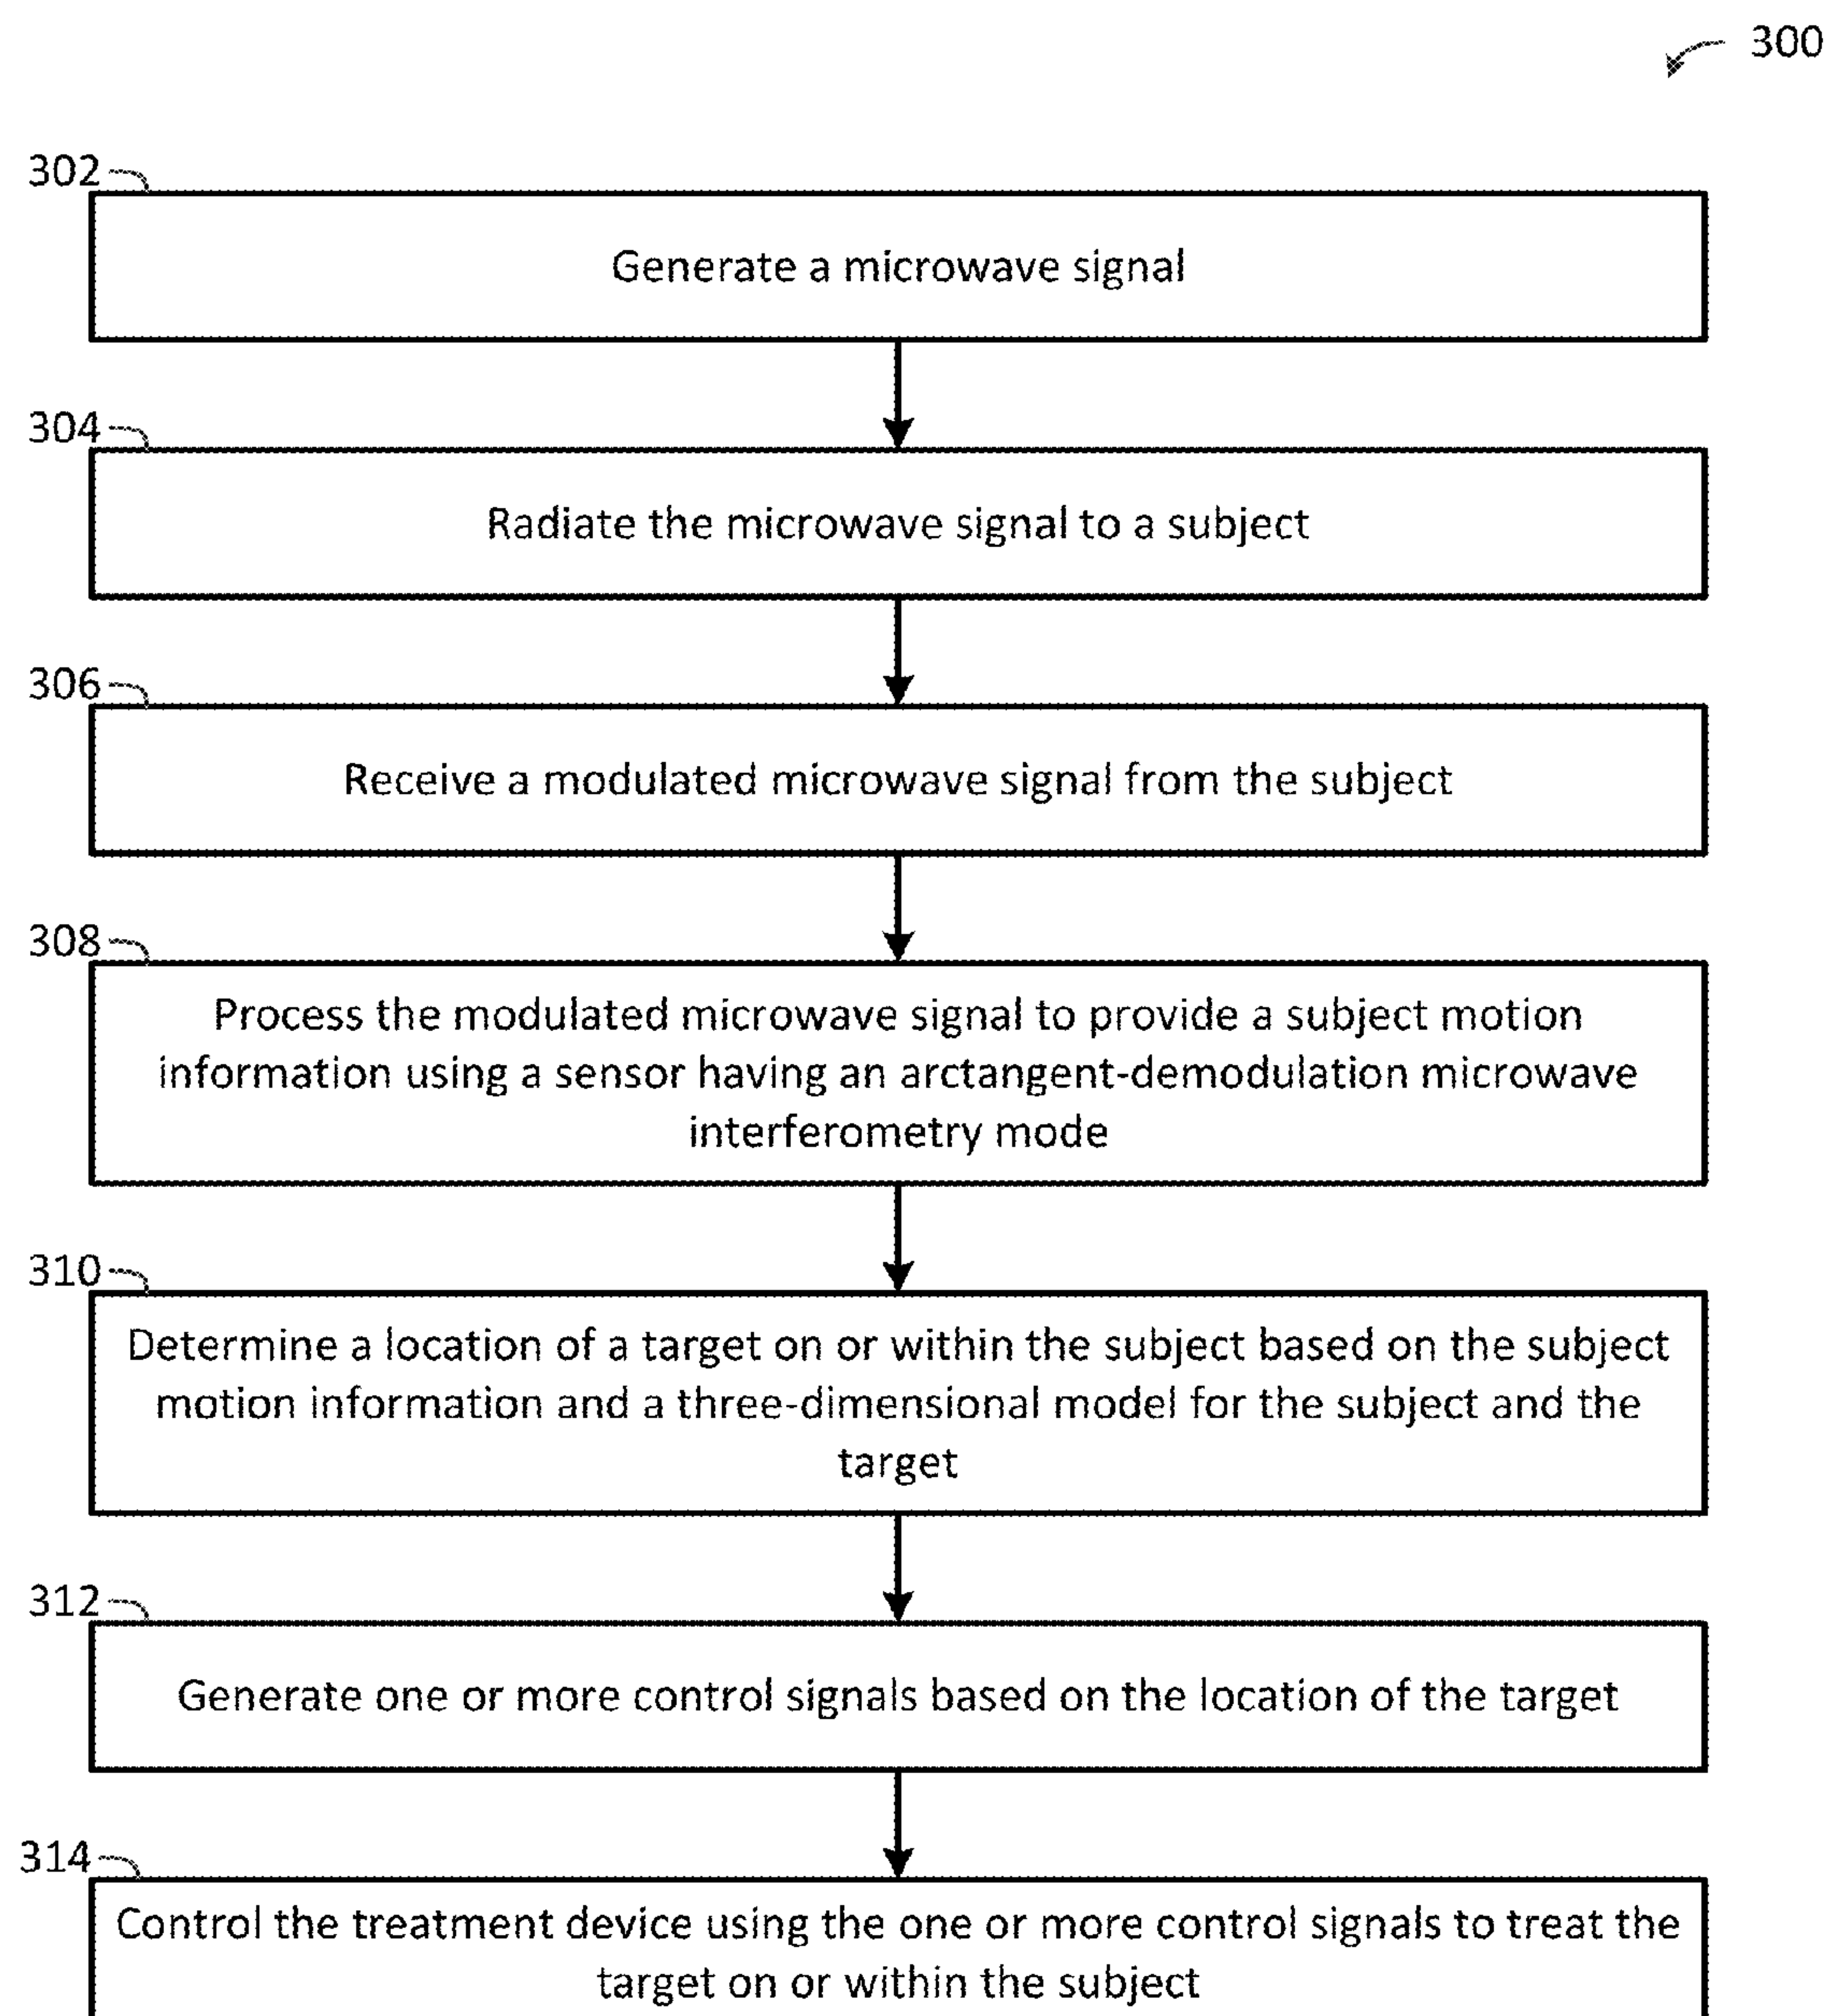 300
302
Generate a microwave signal
304
Radiate the microwave signal to a subject
306
Receive a modulated microwave signal from the subject
308
Process the modulated microwave signal to provide a subject motion
information using a sensor having an arctangent-demodulation microwave
interferometry mode
310
Determine a location of a target on or within the subject based on the subject
motion information and a three-dimensional model for the subject and the
target
312
Generate one or more control signals based on the location of the target
314
Control the treatment device using the one or more control signals to treat the
target on or within the subject